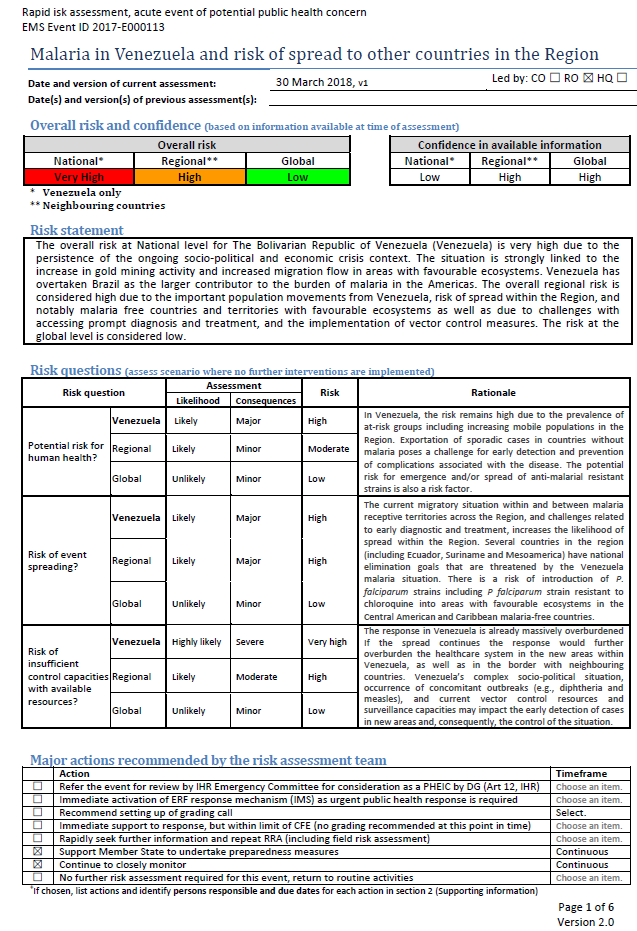 Rapid isk assessment, acute event of potential public health concern
EMS Event ID 2017-E000113
Malaria in Venezuela and risk of spread to other countries in the Region
Date and version of current assessment: 30 March 2018, v1 Led by: CO ☐ RO ☒ HQ ☐
Date(s) and version(s) of previous assessment(s):
Overall risk and confidence (based on information available at time of assessment)
Overall risk Confidence in available information
National* Regional** Global National* Regional** Global
Very High High Low Low High High
* Venezuela only
** Neighbouring countries
Risk statement
The overall risk at National level for The Bolivarian Republic of Venezuela (Venezuela) is very high due to the
persistence of the ongoing socio-political and economic crisis context. The situation is strongly linked to the
increase in gold mining activity and increased migration flow in areas with favourable ecosystems. Venezuela has
overtaken Brazil as the larger contributor to the burden of malaria in the Americas. The overall regional risk is
considered high due to the important population movements from Venezuela, risk of spread within the Region, and
notably malaria free countries and territories with favourable ecosystems as well as due to challenges with
accessing prompt diagnosis and treatment, and the implementation of vector control measures. The risk at the
global level is considered low.
Risk questions (assess scenario where no further interventions are implemented)
Risk question Assessment Risk Rationale
Likelihood Consequences
Potential risk for
human health?
Venezuela Likely Major High
Regional Likely Minor Moderate
Global Unlikely Minor Low
In Venezuela, the risk remains high due to the prevalence of
at-risk groups including increasing mobile populations in the
Region. Exportation of sporadic cases in countries without
malaria poses a challenge for early detection and prevention
of complications associated with the disease. The potential
risk for emergence and/or spread of anti-malarial resistant
strains is also a risk factor.
Risk of event
spreading?
Venezuela Likely Major High
Regional Likely Major High
Global Unlikely Minor Low
The current migratory situation within and between malaria
receptive territories across the Region, and challenges related
to early diagnostic and treatment, increases the likelihood of
spread within the Region. Several countries in the region
(including Ecuador, Suriname and Mesoamerica) have national
elimination goals that are threatened by the Venezuela
malaria situation. There is a risk of introduction of P.
falciparum strains including P falciparum strain resistant to
chloroquine into areas with favourable ecosystems in the
Central American and Caribbean malaria-free countries.
Risk of
insufficient
control capacities
with available
resources?
Venezuela Highly likely Severe Very high
Regional Likely Moderate High
Global Unlikely Minor Low
The response in Venezuela is already massively overburdened
If the spread continues the response would further
overburden the healthcare system in the new areas within
Venezuela, as well as in the border with neighbouring
countries. Venezuela's complex socio-political situation,
occurrence of concomitant outbreaks (e.g., diphtheria and
measles), and current vector control resources and
surveillance capacities may impact the early detection of cases
in new areas and, consequently, the control of the situation.
Major actions recommended by the risk assessment team
Action Timeframe
☐ Refer the event for review by IHR Emergency Committee for consideration as a PHEIC by DG (Art 12, IHR) Choose an item.
☐ Immediate activation of ERF response mechanism (IMS) as urgent public health response is required Choose an item.
☐ Recommend setting up of grading call Select.
☐ Immediate support to response, but within limit of CFE (no grading recommended at this point in time) Choose an item.
☐ Rapidly seek further information and repeat RRA (including field risk assessment) Choose an item.
☒ Support Member State to undertake preparedness measures Continuous
☒ Continue to closely monitor Continuous
☐ No further risk assessment required for this event, return to routine activities Choose an item.
*If chosen, list actions and identify persons responsible and due dates for each action in section 2 (Supporting information)
Page 1 of 6
Version 2.0